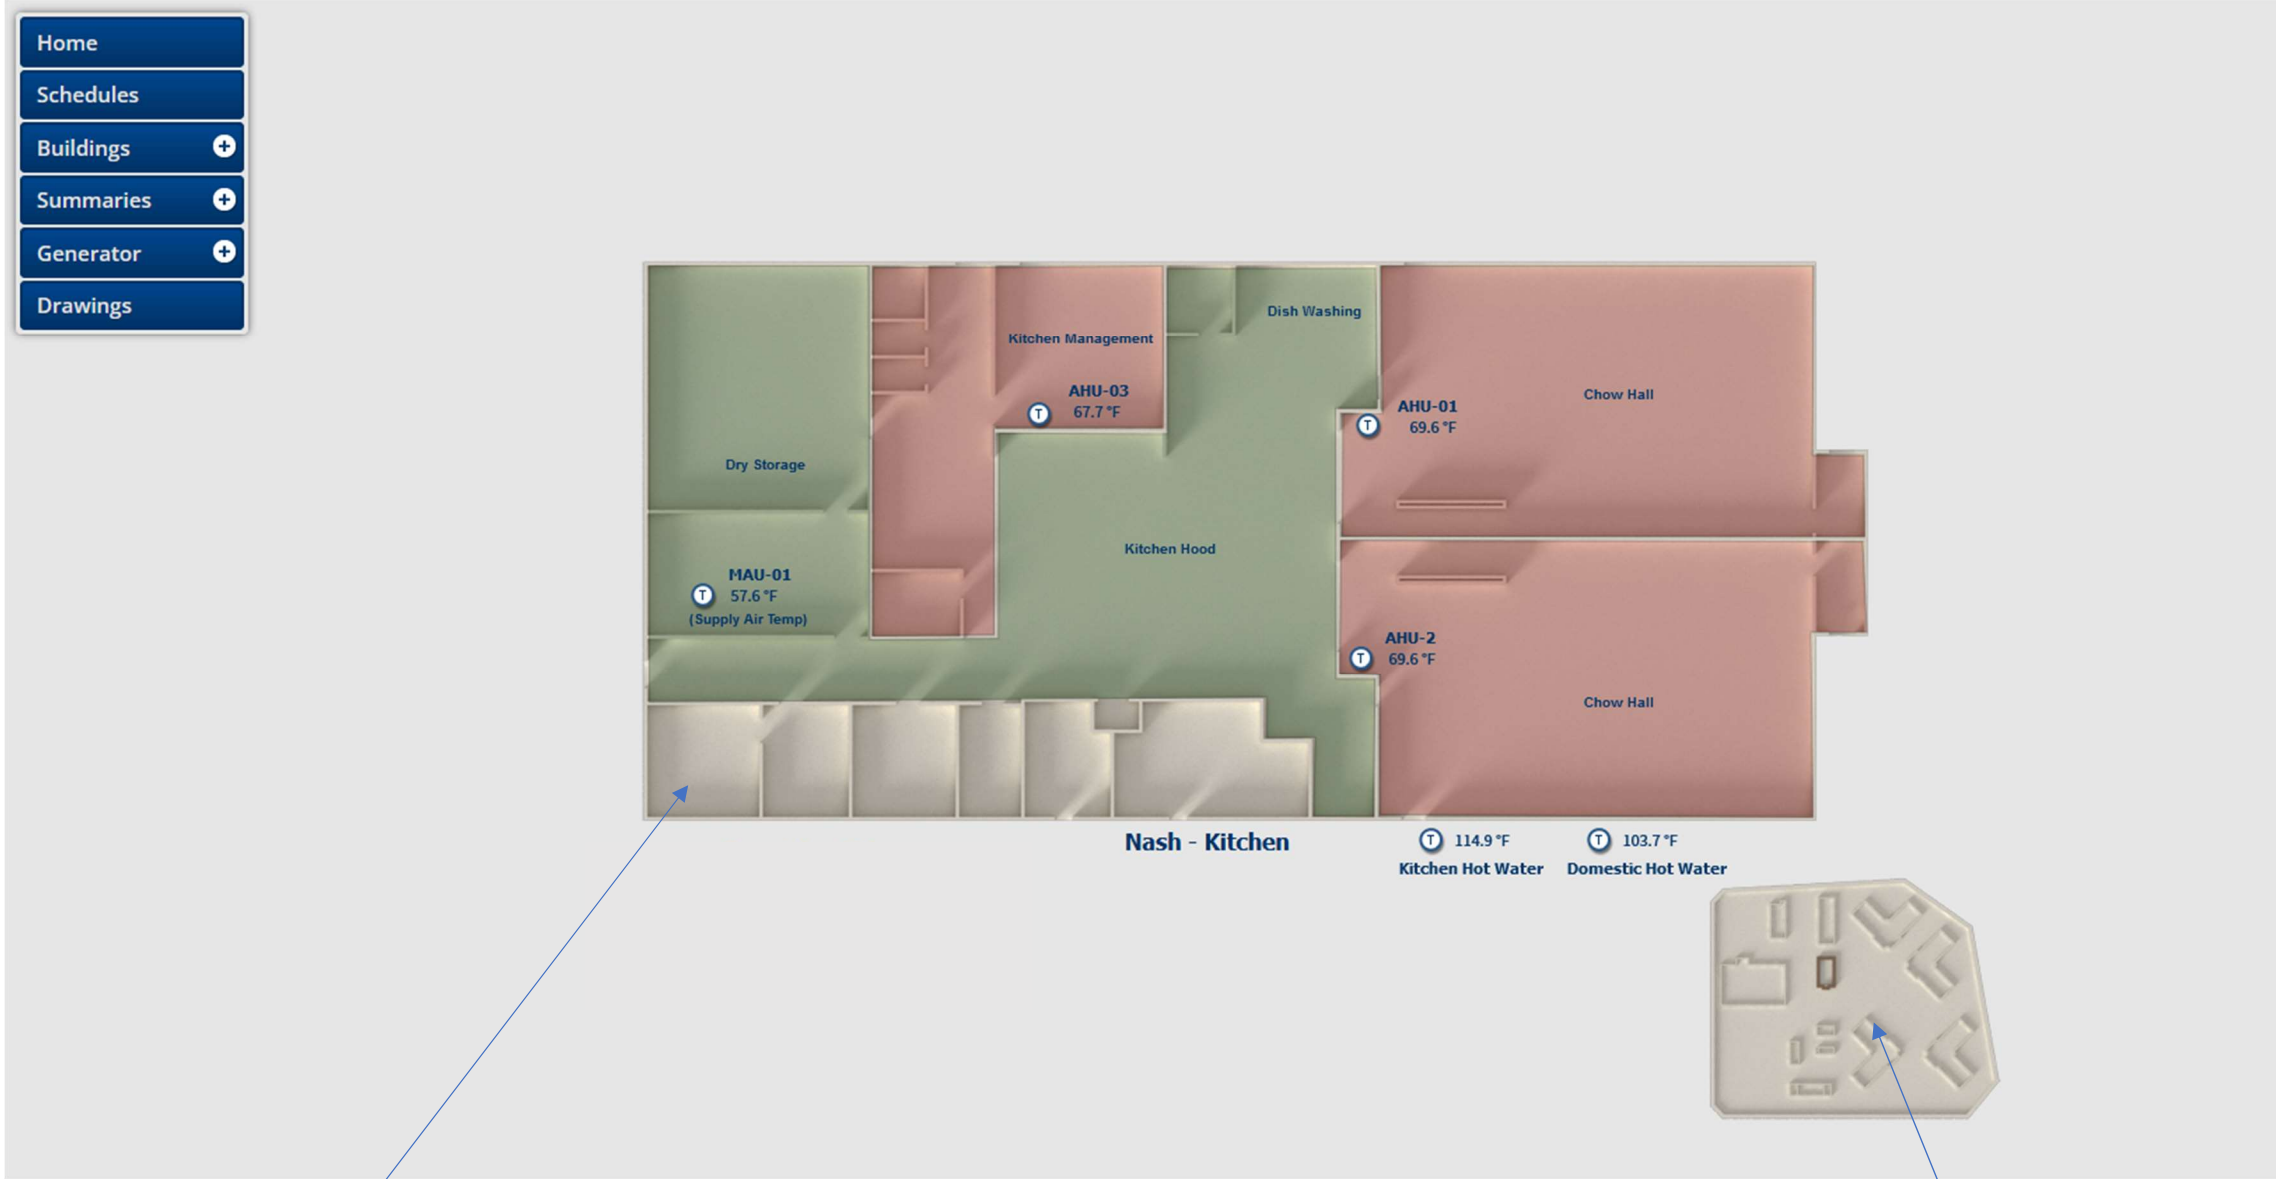 Home
Schedules
Buildings
Summaries
Generator
Drawings
Dish Washing
Kitchen Management
AHU-03
T 67.7 °F
Chow Hall
AHU-01
T 69.6 °F
Dry Storage
Kitchen Hood
MAU-01
T 57.6 °F
(Supply Air Temp)
AHU-2
T 69.6 °F
Chow Hall
Nash - Kitchen
T 114.9 °F
Kitchen Hot Water
T 103.7 °F
Domestic Hot Water